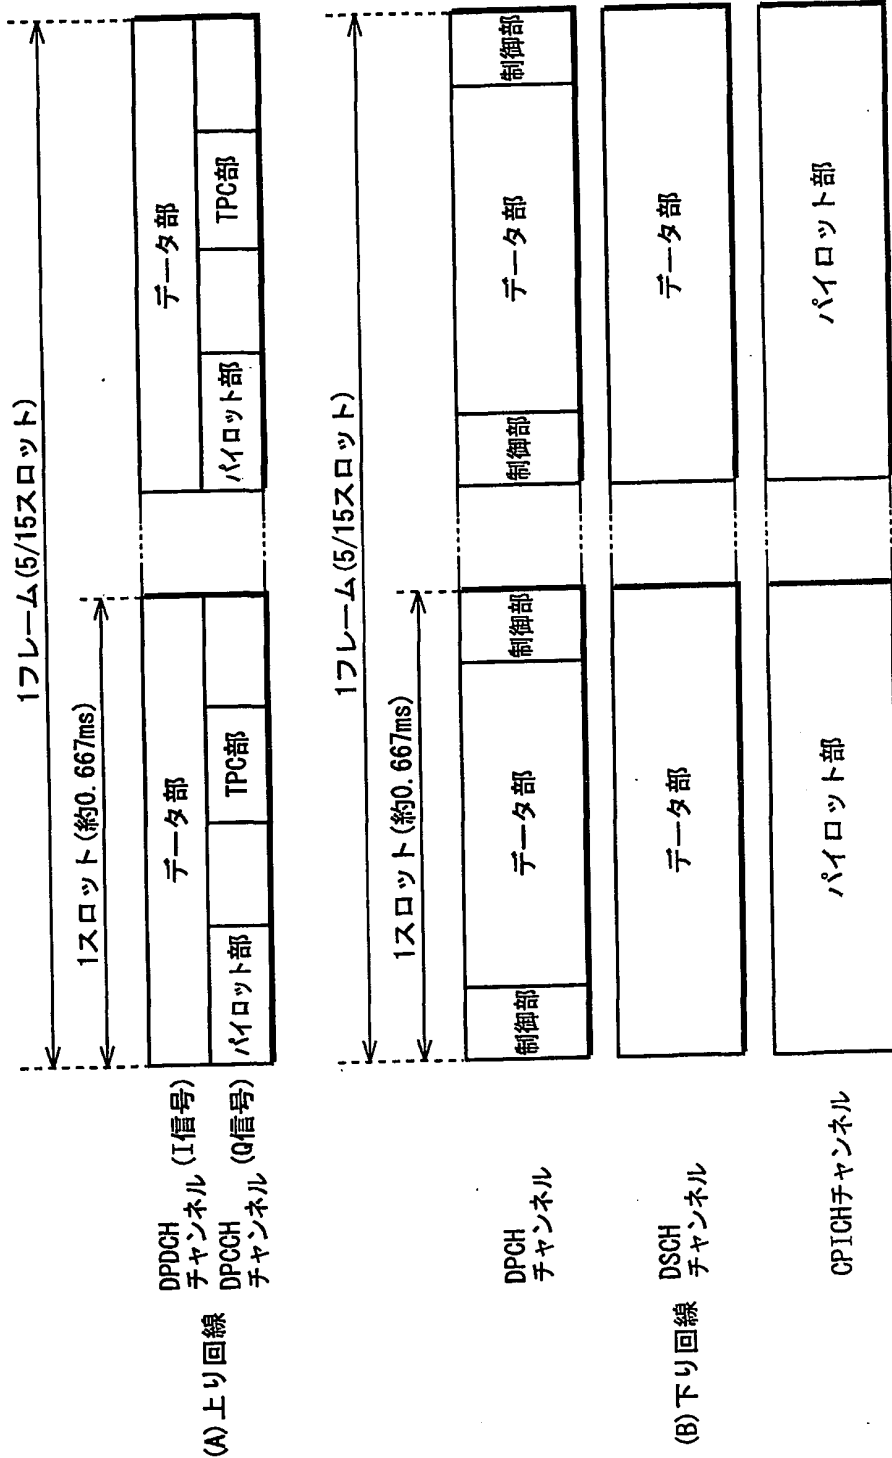 1フレーム(5/15スロット)
1スロット(約0.667ms)
DPDCH
チャンネル(I信号)
データ部
データ部
(A)上り回線
DPCCH
チャンネル(Q信号)
パイロット部
TPC部
パイロット部
TPC部
1フレーム(5/15スロット)
1スロット(約0.667ms)
DPCH
チャンネル
制御部
データ部
制御部
制御部
データ部
制御部
(B)下り回線
DSCH
チャンネル
データ部
データ部
CPICHチャンネル
パイロット部
パイロット部